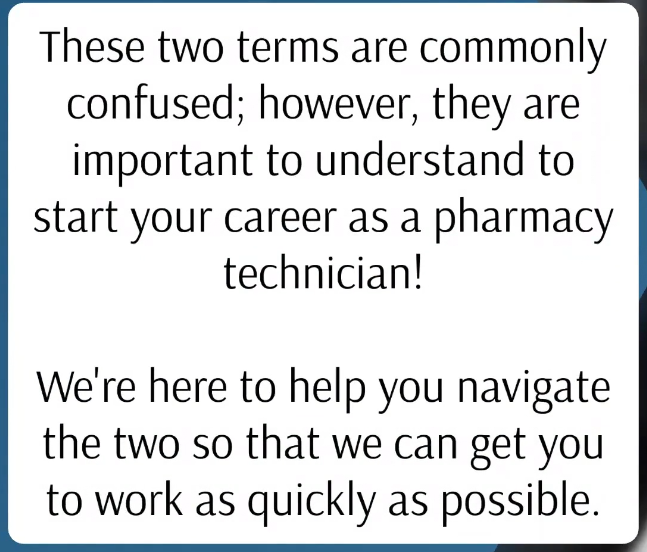 These two terms are commonly
confused; however, they are
important to understand to
start your career as a pharmacy
technician!
We're here to help you navigate
the two so that we can get you
to work as quickly as possible.